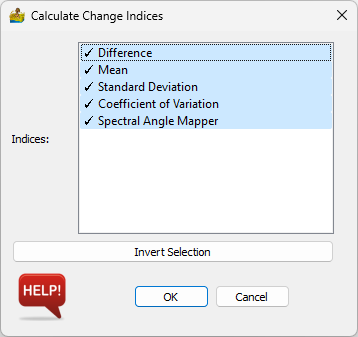 Calculate Change Indices
✓ Difference
✓ Mean
✓ Standard Deviation
✓ Coefficient of Variation
✓ Spectral Angle Mapper
Indices:
Invert Selection
HELP!
OK
Cancel